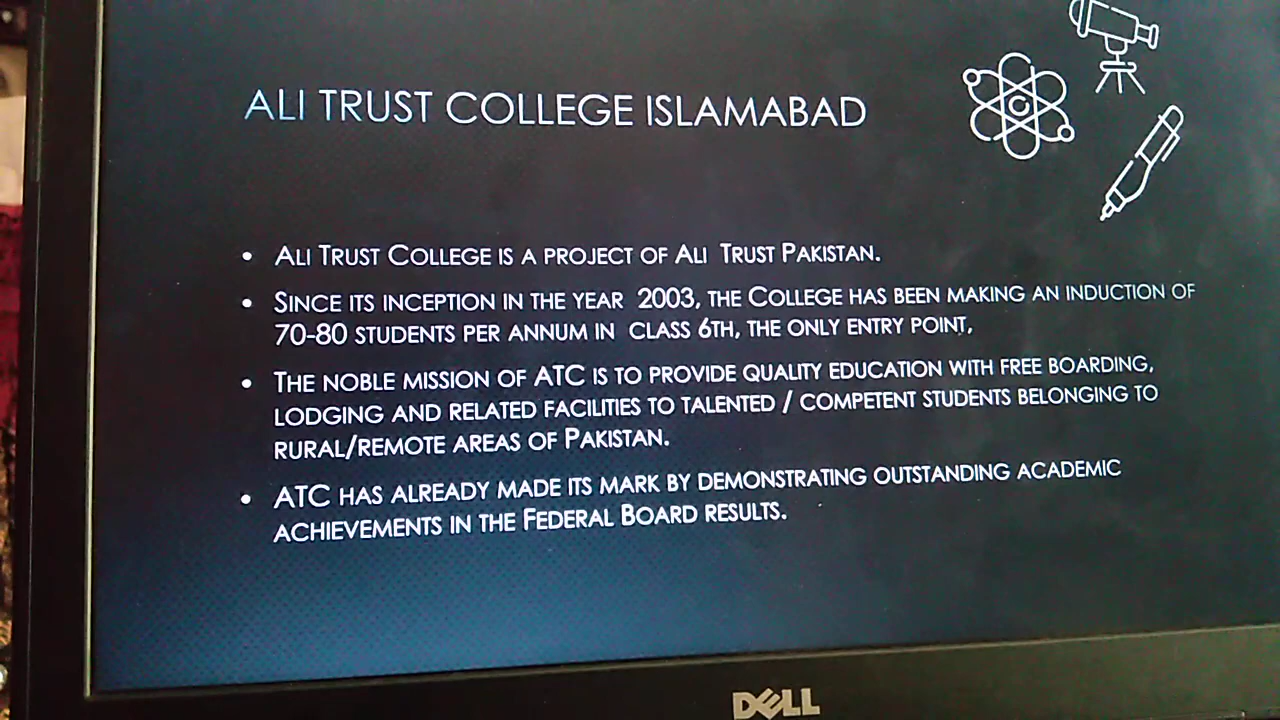 ALI TRUST COLLEGE ISLAMABAD
• ALI TRUST COLLEGE IS A PROJECT OF ALI TRUST PAKISTAN.
• SINCE ITS INCEPTION IN THE YEAR 2003, THE COLLEGE HAS BEEN MAKING AN INDUCTION OF
70-80 STUDENTS PER ANNUM IN CLASS 6TH, THE ONLY ENTRY POINT,
• THE NOBLE MISSION OF ATC IS TO PROVIDE QUALITY EDUCATION WITH FREE BOARDING,
LODGING AND RELATED FACILITIES TO TALENTED / COMPETENT STUDENTS BELONGING TO
RURAL/REMOTE AREAS OF PAKISTAN.
• ATC HAS ALREADY MADE ITS MARK BY DEMONSTRATING OUTSTANDING ACADEMIC
ACHIEVEMENTS IN THE FEDERAL BOARD RESULTS.
DELL